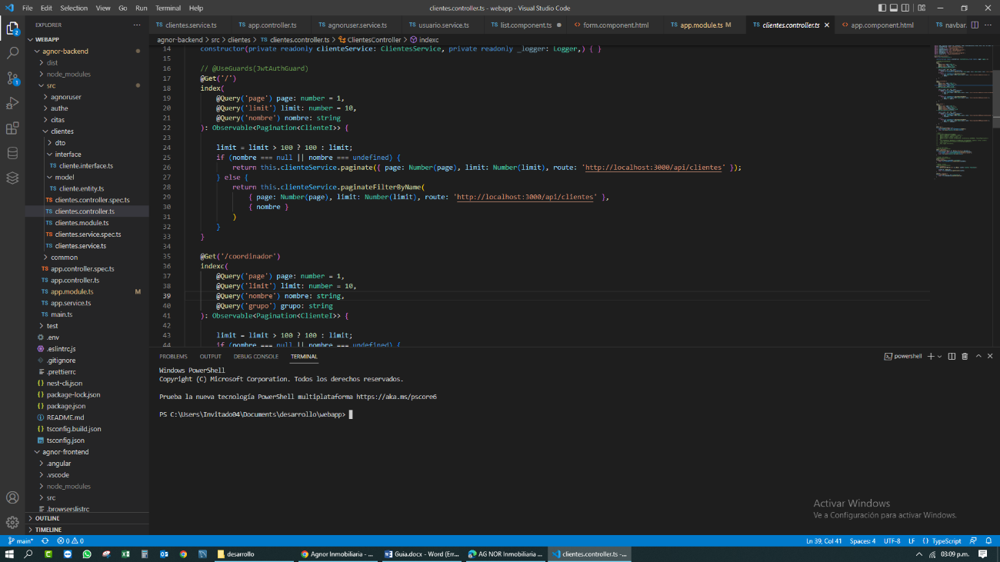 File Edit Selection View Go Run Terminal Help
clientes.controller.ts - webapp - Visual Studio Code
EXPLORER
TS clientes.service.ts
TS app.controller.ts
TS agnoruser.service.ts
TS usuario.service.ts
TS list.component.ts
<> form.component.html
TS app.module.ts M
TS clientes.controller.ts
<> app.component.html
TS navbar.
agnor-backend > src > clientes > TS clientes.controller.ts > ClientesController > indexc
WEBAPP
agnor-backend
dist
node_modules
src
agnoruser
authe
citas
clientes
dto
interface
TS cliente.interface.ts
model
TS cliente.entity.ts
TS clientes.controller.spec.ts
TS clientes.controller.ts
TS clientes.module.ts
TS clientes.service.spec.ts
TS clientes.service.ts
common
TS app.controller.spec.ts
TS app.controller.ts
TS app.module.ts M
TS app.service.ts
TS main.ts
test
.env
.eslintrc.js
.gitignore
.prettierrc
{} nest-cli.json
{} package-lock.json
{} package.json
README.md
{} tsconfig.build.json
TS tsconfig.json
agnor-frontend
.angular
.vscode
node_modules
src
.browserslistrc
OUTLINE
TIMELINE
14 constructor(private readonly clienteService: ClientesService, private readonly _logger: Logger,) { }
15
16 // @UseGuards(JwtAuthGuard)
17 @Get('/')
18 index(
19 @Query('page') page: number = 1,
20 @Query('limit') limit: number = 10,
21 @Query('nombre') nombre: string
22 ): Observable<Pagination<ClienteI>> {
23
24 limit = limit > 100 ? 100 : limit;
25 if (nombre === null || nombre === undefined) {
26 return this.clienteService.paginate({ page: Number(page), limit: Number(limit), route: 'http://localhost:3000/api/clientes' });
27 } else {
28 return this.clienteService.paginateFilterByName(
29 { page: Number(page), limit: Number(limit), route: 'http://localhost:3000/api/clientes' },
30 { nombre }
31 )
32 }
33 }
34
35 @Get('/coordinador')
36 indexc(
37 @Query('page') page: number = 1,
38 @Query('limit') limit: number = 10,
39 @Query('nombre') nombre: string,
40 @Query('grupo') grupo: string
41 ): Observable<Pagination<ClienteI>> {
42
43 limit = limit > 100 ? 100 : limit;
44 if (nombre === null || nombre === undefined) {
PROBLEMS OUTPUT DEBUG CONSOLE TERMINAL
powershell
Windows PowerShell
Copyright (C) Microsoft Corporation. Todos los derechos reservados.
Prueba la nueva tecnología PowerShell multiplataforma https://aka.ms/pscore6
PS C:\Users\Invitado04\Documents\desarrollo\webapp>
Activar Windows
Ve a Configuración para activar Windows.
main* 0 0
Ln 39, Col 41 Spaces: 4 UTF-8 LF {} TypeScript
desarrollo
Agnor Inmobiliaria - ...
Guia.docx - Word (Err...
AG NOR Inmobiliaria ...
clientes.controller.ts -...
03:09 p.m.